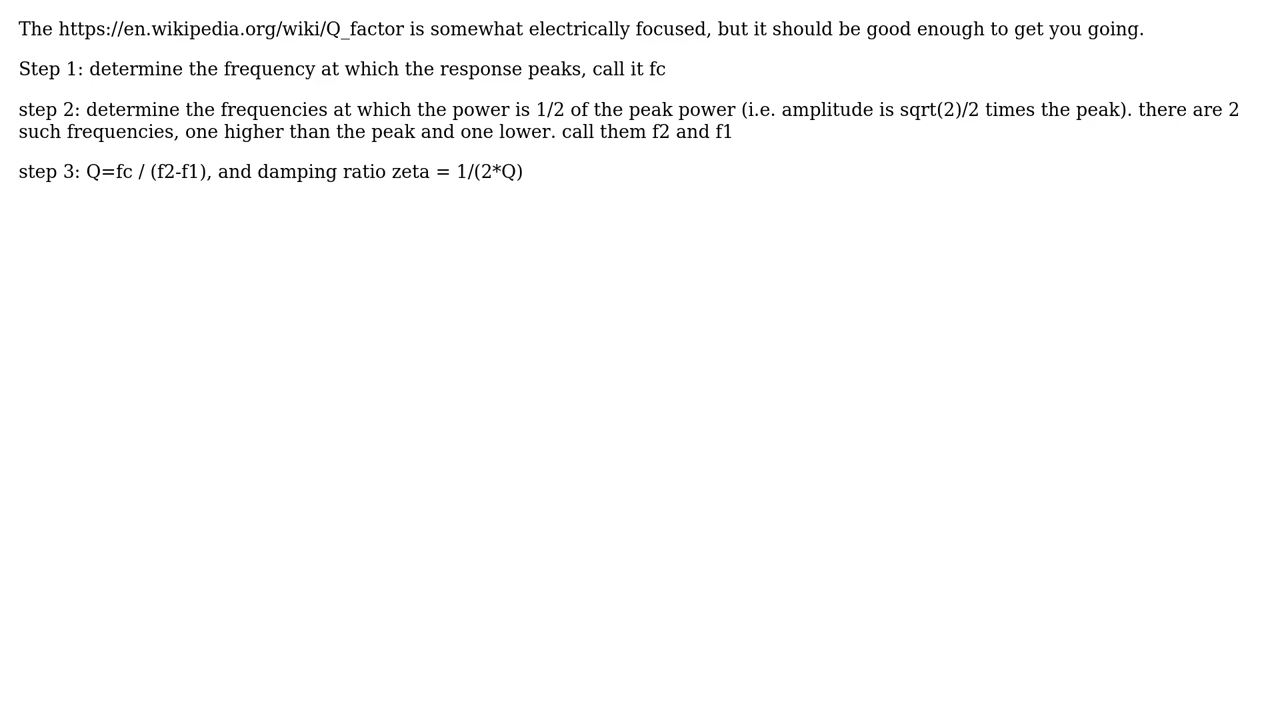 The https://en.wikipedia.org/wiki/Q_factor is somewhat electrically focused, but it should be good enough to get you going.
Step 1: determine the frequency at which the response peaks, call it fc
step 2: determine the frequencies at which the power is 1/2 of the peak power (i.e. amplitude is sqrt(2)/2 times the peak). there are 2
such frequencies, one higher than the peak and one lower. call them f2 and f1
step 3: Q=fc / (f2-f1), and damping ratio zeta = 1/(2*Q)